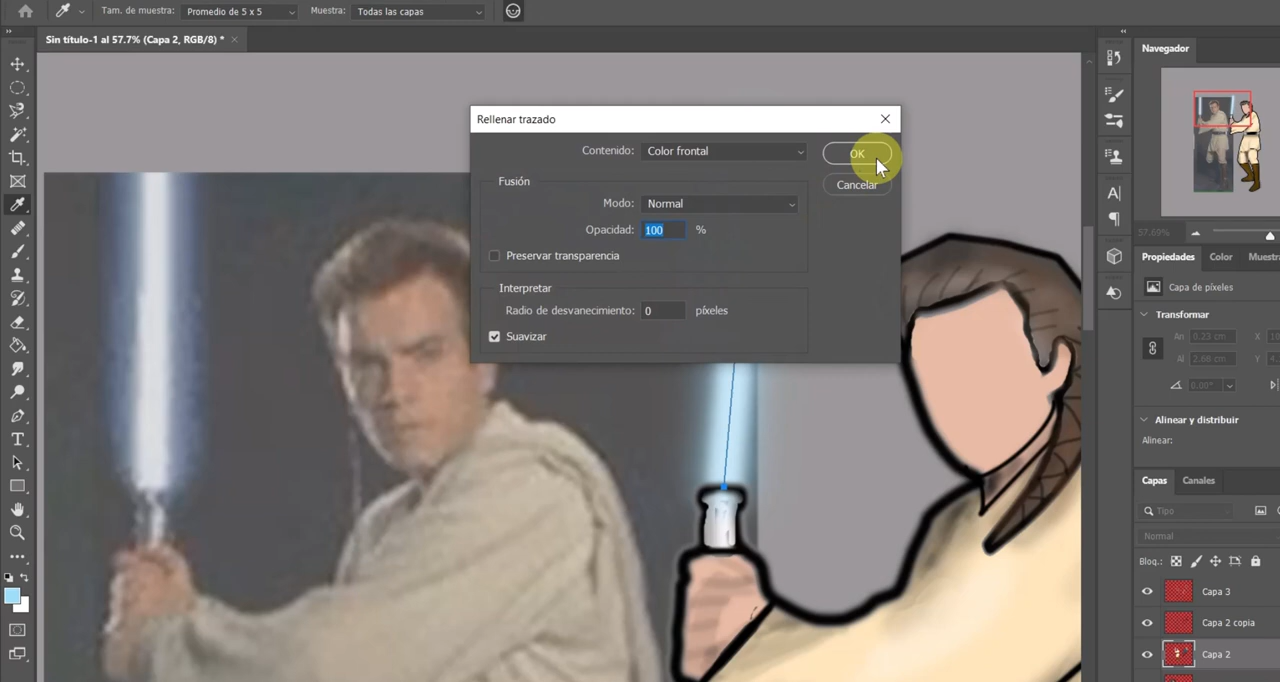 Tam. de muestra: Promedio de 5 x 5 Muestra: Todas las capas
Sin título-1 al 57.7% (Capa 2, RGB/8) *
Navegador
Rellenar trazado
Contenido: Color frontal
OK
Fusión
Cancelar
Modo: Normal
Opacidad: 100 %
Preservar transparencia
Interpretar
Radio de desvanecimiento: 0 píxeles
Suavizar
57.69%
Propiedades Color
Capa de píxeles
Transformar
An 0.23 cm X
Al 2.68 cm Y
0.00°
Alinear y distribuir
Alinear:
Capas Canales
Tipo
Normal
Bloq.:
Capa 3
Capa 2 copia
Capa 2